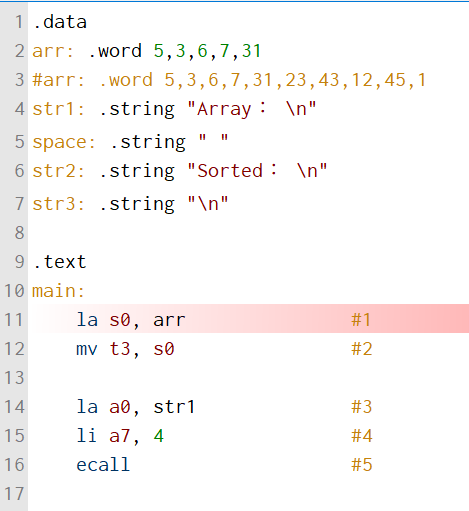 1 .data
2 arr: .word 5,3,6,7,31
3 #arr: .word 5,3,6,7,31,23,43,12,45,1
4 str1: .string "Array： \n"
5 space: .string " "
6 str2: .string "Sorted： \n"
7 str3: .string "\n"
8
9 .text
10 main:
11 la s0, arr #1
12 mv t3, s0 #2
13
14 la a0, str1 #3
15 li a7, 4 #4
16 ecall #5
17